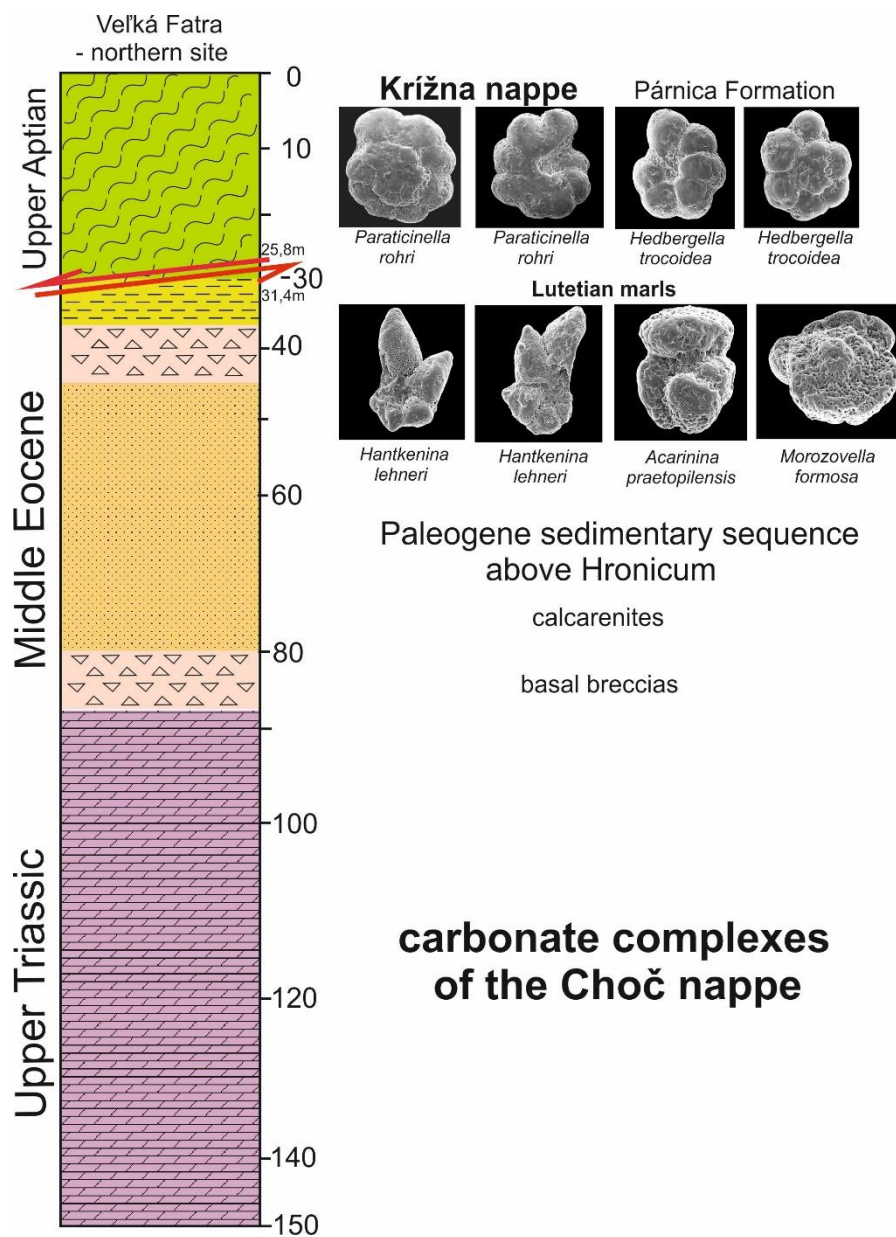 Veľká Fatra
- northern site
Upper Aptian
Middle Eocene
Upper Triassic
0
10
25,8m
30
31,4m
40
60
80
100
120
140
150
Krížna nappe
Párnica Formation
Paraticinella
rohri
Paraticinella
rohri
Hedbergella
trocoidea
Hedbergella
trocoidea
Lutetian marls
Hantkenina
lehneri
Hantkenina
lehneri
Acarinina
praetopilensis
Morozovella
formosa
Paleogene sedimentary sequence
above Hronicum
calcarenites
basal breccias
carbonate complexes
of the Choč nappe